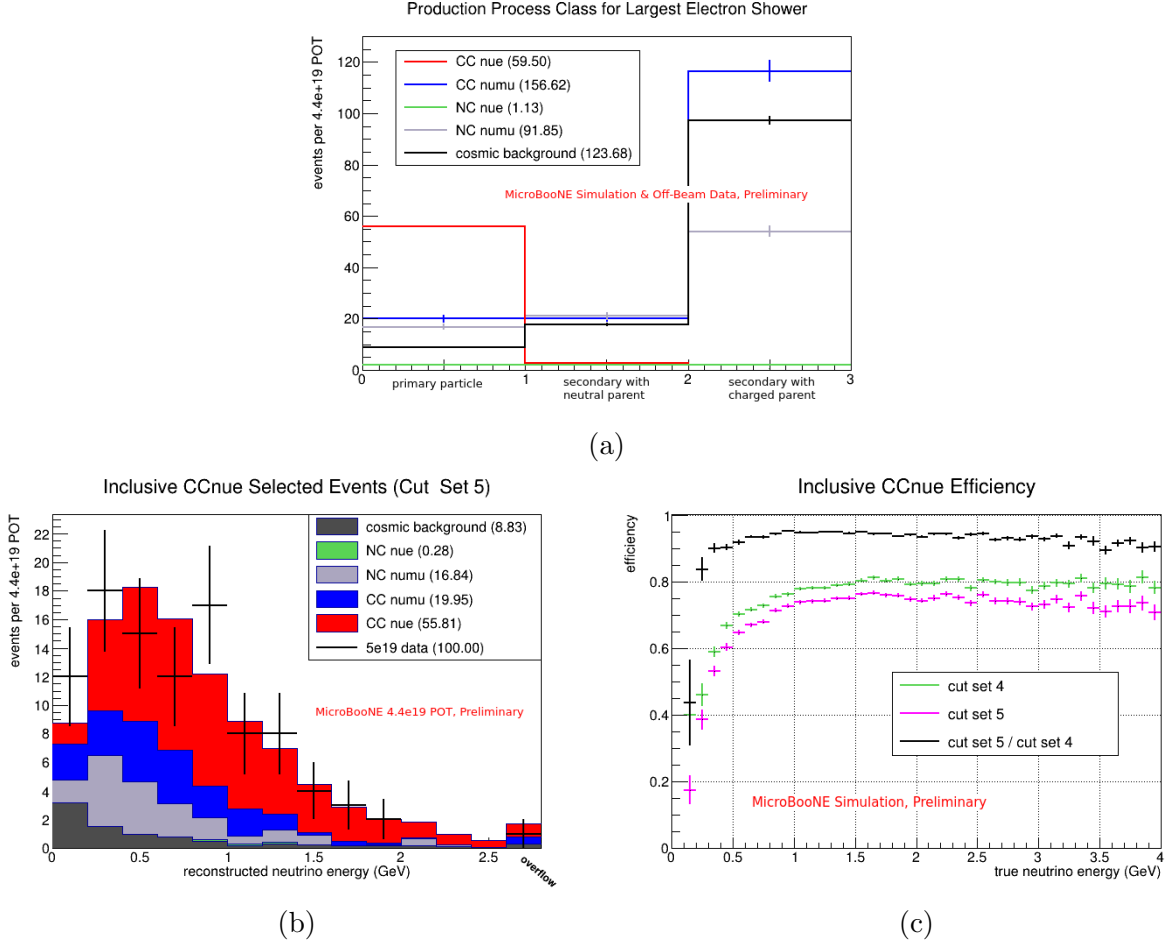 Production Process Class for Largest Electron Shower
events per 4.4e+19 POT
120
100
80
60
40
20
0
CC nue (59.50)
CC numu (156.62)
NC nue (1.13)
NC numu (91.85)
cosmic background (123.68)
MicroBooNE Simulation & Off-Beam Data, Preliminary
0 1 2 3
primary particle
secondary with neutral parent
secondary with charged parent
(a)
Inclusive CCnue Selected Events (Cut Set 5)
events per 4.4e+19 POT
22
20
18
16
14
12
10
8
6
4
2
0
cosmic background (8.83)
NC nue (0.28)
NC numu (16.84)
CC numu (19.95)
CC nue (55.81)
5e19 data (100.00)
MicroBooNE 4.4e19 POT, Preliminary
0 0.5 1 1.5 2 2.5
overflow
reconstructed neutrino energy (GeV)
(b)
Inclusive CCnue Efficiency
efficiency
1
0.8
0.6
0.4
0.2
0
cut set 4
cut set 5
cut set 5 / cut set 4
MicroBooNE Simulation, Preliminary
0 0.5 1 1.5 2 2.5 3 3.5 4
true neutrino energy (GeV)
(c)